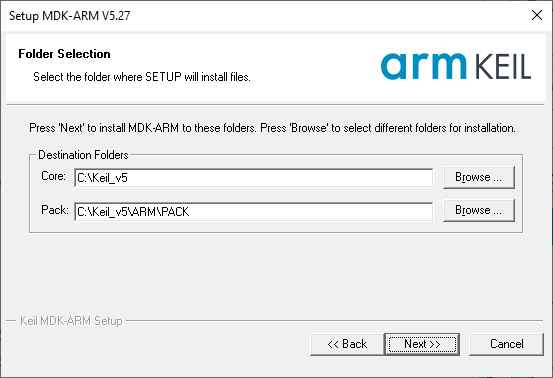 Setup MDK-ARM V5.27
Folder Selection
Select the folder where SETUP will install files.
arm KEIL
Press 'Next' to install MDK-ARM to these folders. Press 'Browse' to select different folders for installation.
Destination Folders
Core: C:\Keil_v5 Browse ...
Pack: C:\Keil_v5\ARM\PACK Browse ...
Keil MDK-ARM Setup
<< Back Next >> Cancel